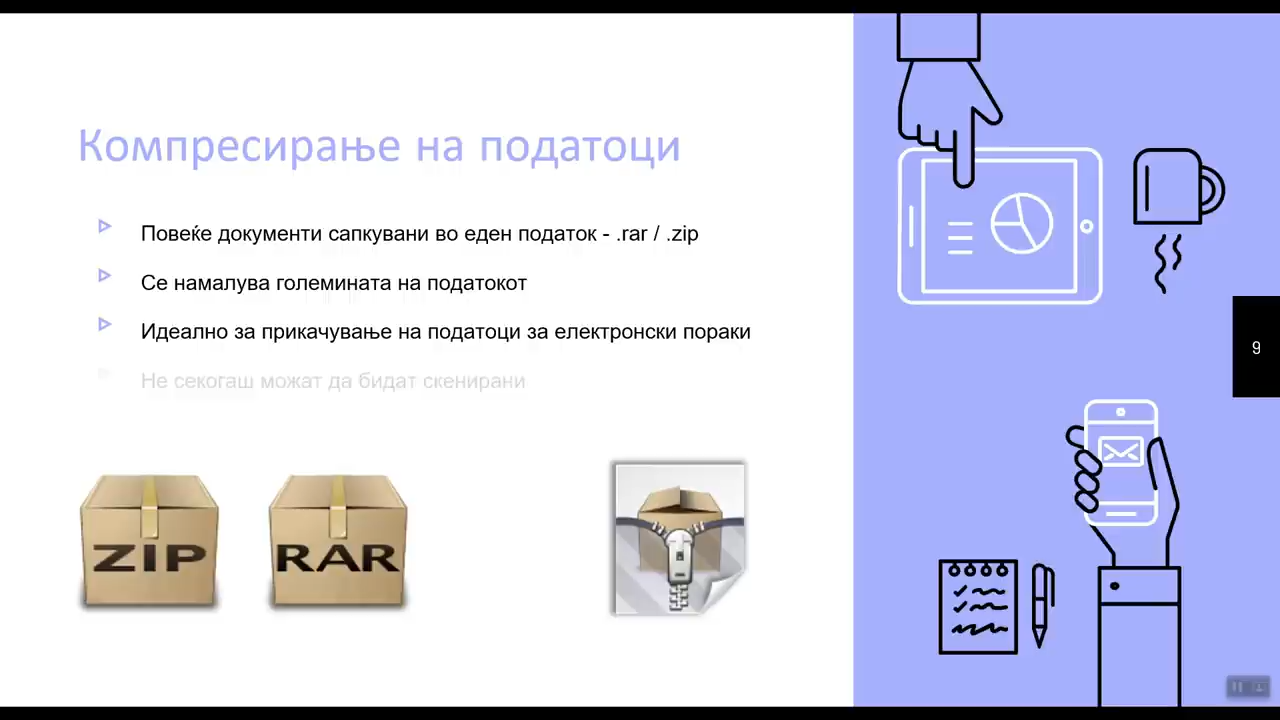 Компресирање на податоци
Повеќе документи сапкувани во еден податок - .rar / .zip
Се намалува големината на податокот
Идеално за прикачување на податоци за електронски пораки
Не секогаш можат да бидат скенирани
ZIP
RAR
9